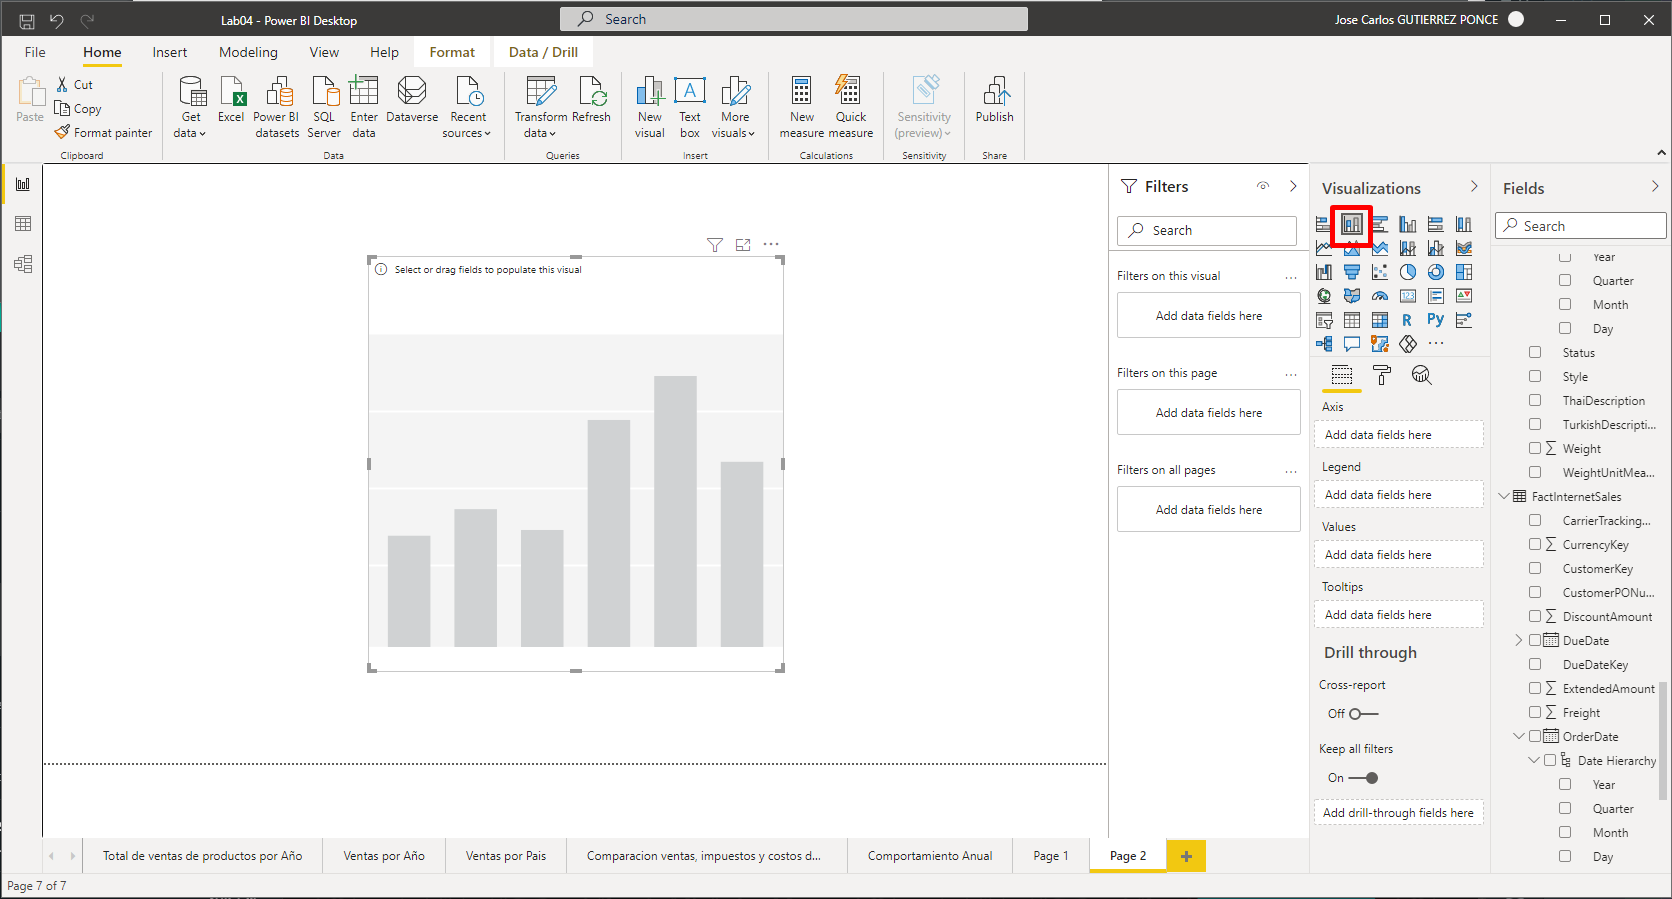 Lab04 - Power BI Desktop
Search
Jose Carlos GUTIERREZ PONCE
File
Home
Insert
Modeling
View
Help
Format
Data / Drill
Paste
Cut
Copy
Format painter
Clipboard
Get
data
Excel
Power BI
datasets
SQL
Server
Enter
data
Dataverse
Recent
sources
Data
Transform
data
Refresh
Queries
New
visual
Text
box
More
visuals
Insert
New
measure
Quick
measure
Calculations
Sensitivity
(preview)
Sensitivity
Publish
Share
Select or drag fields to populate this visual
Filters
Search
Filters on this visual
Add data fields here
Filters on this page
Add data fields here
Filters on all pages
Add data fields here
Visualizations
123
R
Py
Axis
Add data fields here
Legend
Add data fields here
Values
Add data fields here
Tooltips
Add data fields here
Drill through
Cross-report
Off
Keep all filters
On
Add drill-through fields here
Fields
Search
Year
Quarter
Month
Day
Status
Style
ThaiDescription
TurkishDescripti...
Weight
WeightUnitMea...
FactInternetSales
CarrierTracking...
CurrencyKey
CustomerKey
CustomerPONu...
DiscountAmount
DueDate
DueDateKey
ExtendedAmount
Freight
OrderDate
Date Hierarchy
Year
Quarter
Month
Day
Total de ventas de productos por Año
Ventas por Año
Ventas por Pais
Comparacion ventas, impuestos y costos d...
Comportamiento Anual
Page 1
Page 2
Page 7 of 7